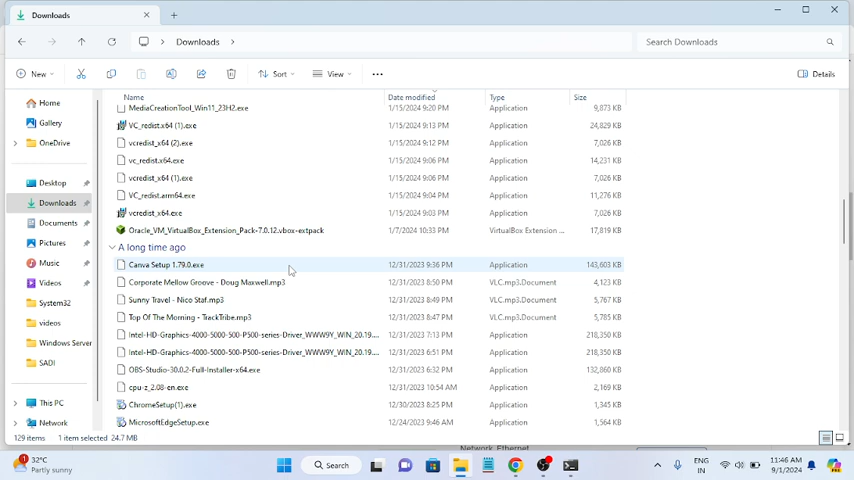 Downloads
Downloads
Search Downloads
New
Sort
View
Details
Name Date modified Type Size
MediaCreationTool_Win11_23H2.exe 1/15/2024 9:20 PM Application 9,873 KB
VC_redist.x64 (1).exe 1/15/2024 9:13 PM Application 24,829 KB
vcredist_x64 (2).exe 1/15/2024 9:12 PM Application 7,026 KB
vc_redist.x64.exe 1/15/2024 9:06 PM Application 14,231 KB
vcredist_x64 (1).exe 1/15/2024 9:06 PM Application 7,026 KB
VC_redist.arm64.exe 1/15/2024 9:04 PM Application 11,276 KB
vcredist_x64.exe 1/15/2024 9:03 PM Application 7,026 KB
Oracle_VM_VirtualBox_Extension_Pack-7.0.12.vbox-extpack 1/7/2024 10:33 PM VirtualBox Extension ... 17,819 KB
A long time ago
Canva Setup 1.79.0.exe 12/31/2023 9:36 PM Application 143,603 KB
Corporate Mellow Groove - Doug Maxwell.mp3 12/31/2023 8:50 PM VLC.mp3.Document 4,123 KB
Sunny Travel - Nico Staf.mp3 12/31/2023 8:49 PM VLC.mp3.Document 5,767 KB
Top Of The Morning - TrackTribe.mp3 12/31/2023 8:47 PM VLC.mp3.Document 5,785 KB
Intel-HD-Graphics-4000-5000-500-P500-series-Driver_WWW9Y_WIN_20.19.... 12/31/2023 7:13 PM Application 218,350 KB
Intel-HD-Graphics-4000-5000-500-P500-series-Driver_WWW9Y_WIN_20.19.... 12/31/2023 6:51 PM Application 218,350 KB
OBS-Studio-30.0.2-Full-Installer-x64.exe 12/31/2023 6:32 PM Application 132,860 KB
cpu-z_2.08-en.exe 12/31/2023 10:54 AM Application 2,169 KB
ChromeSetup(1).exe 12/30/2023 8:25 PM Application 1,345 KB
MicrosoftEdgeSetup.exe 12/24/2023 9:46 AM Application 1,564 KB
Home
Gallery
OneDrive
Desktop
Downloads
Documents
Pictures
Music
Videos
System32
videos
Windows Server
SADI
This PC
Network
129 items 1 item selected 24.7 MB
32°C
Partly sunny
Search
ENG
IN
11:46 AM
9/1/2024